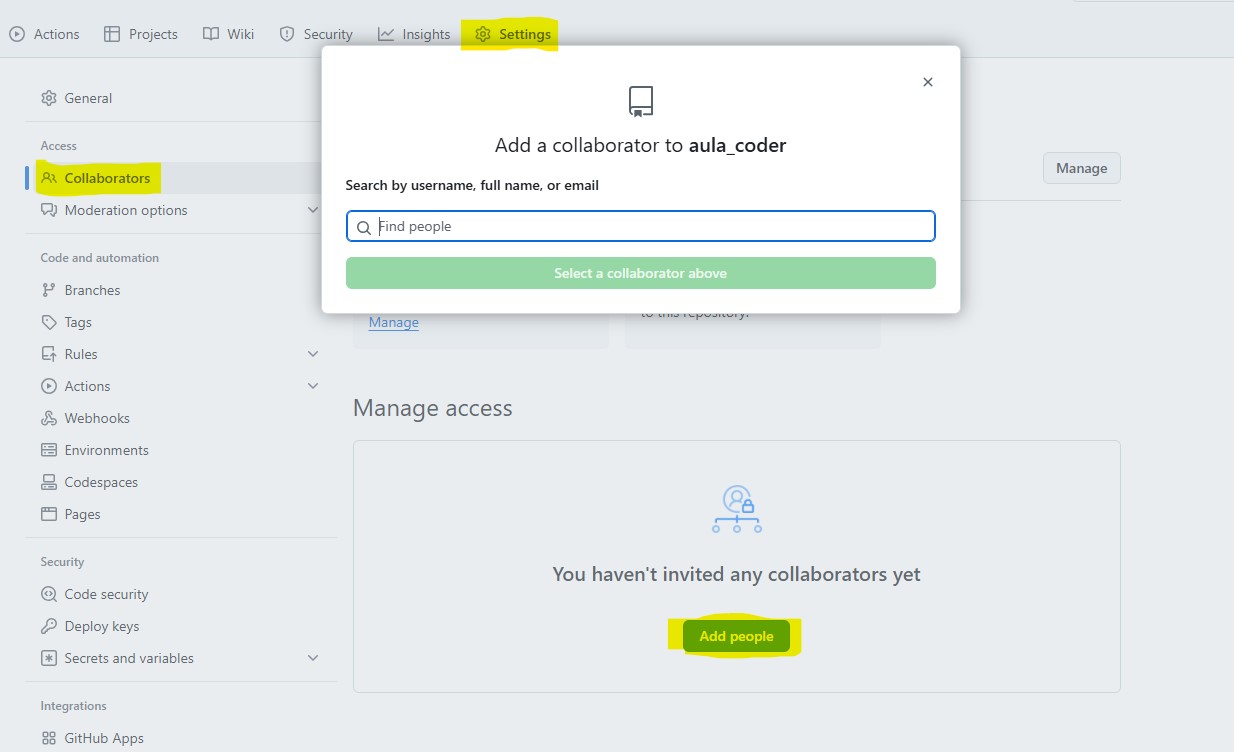 Actions Projects Wiki Security Insights Settings
General
Access
Collaborators
Moderation options
Code and automation
Branches
Tags
Rules
Actions
Webhooks
Environments
Codespaces
Pages
Security
Code security
Deploy keys
Secrets and variables
Integrations
GitHub Apps
Add a collaborator to aula_coder
Search by username, full name, or email
Find people
Select a collaborator above
Manage
to this repository.
Manage
Manage access
You haven't invited any collaborators yet
Add people